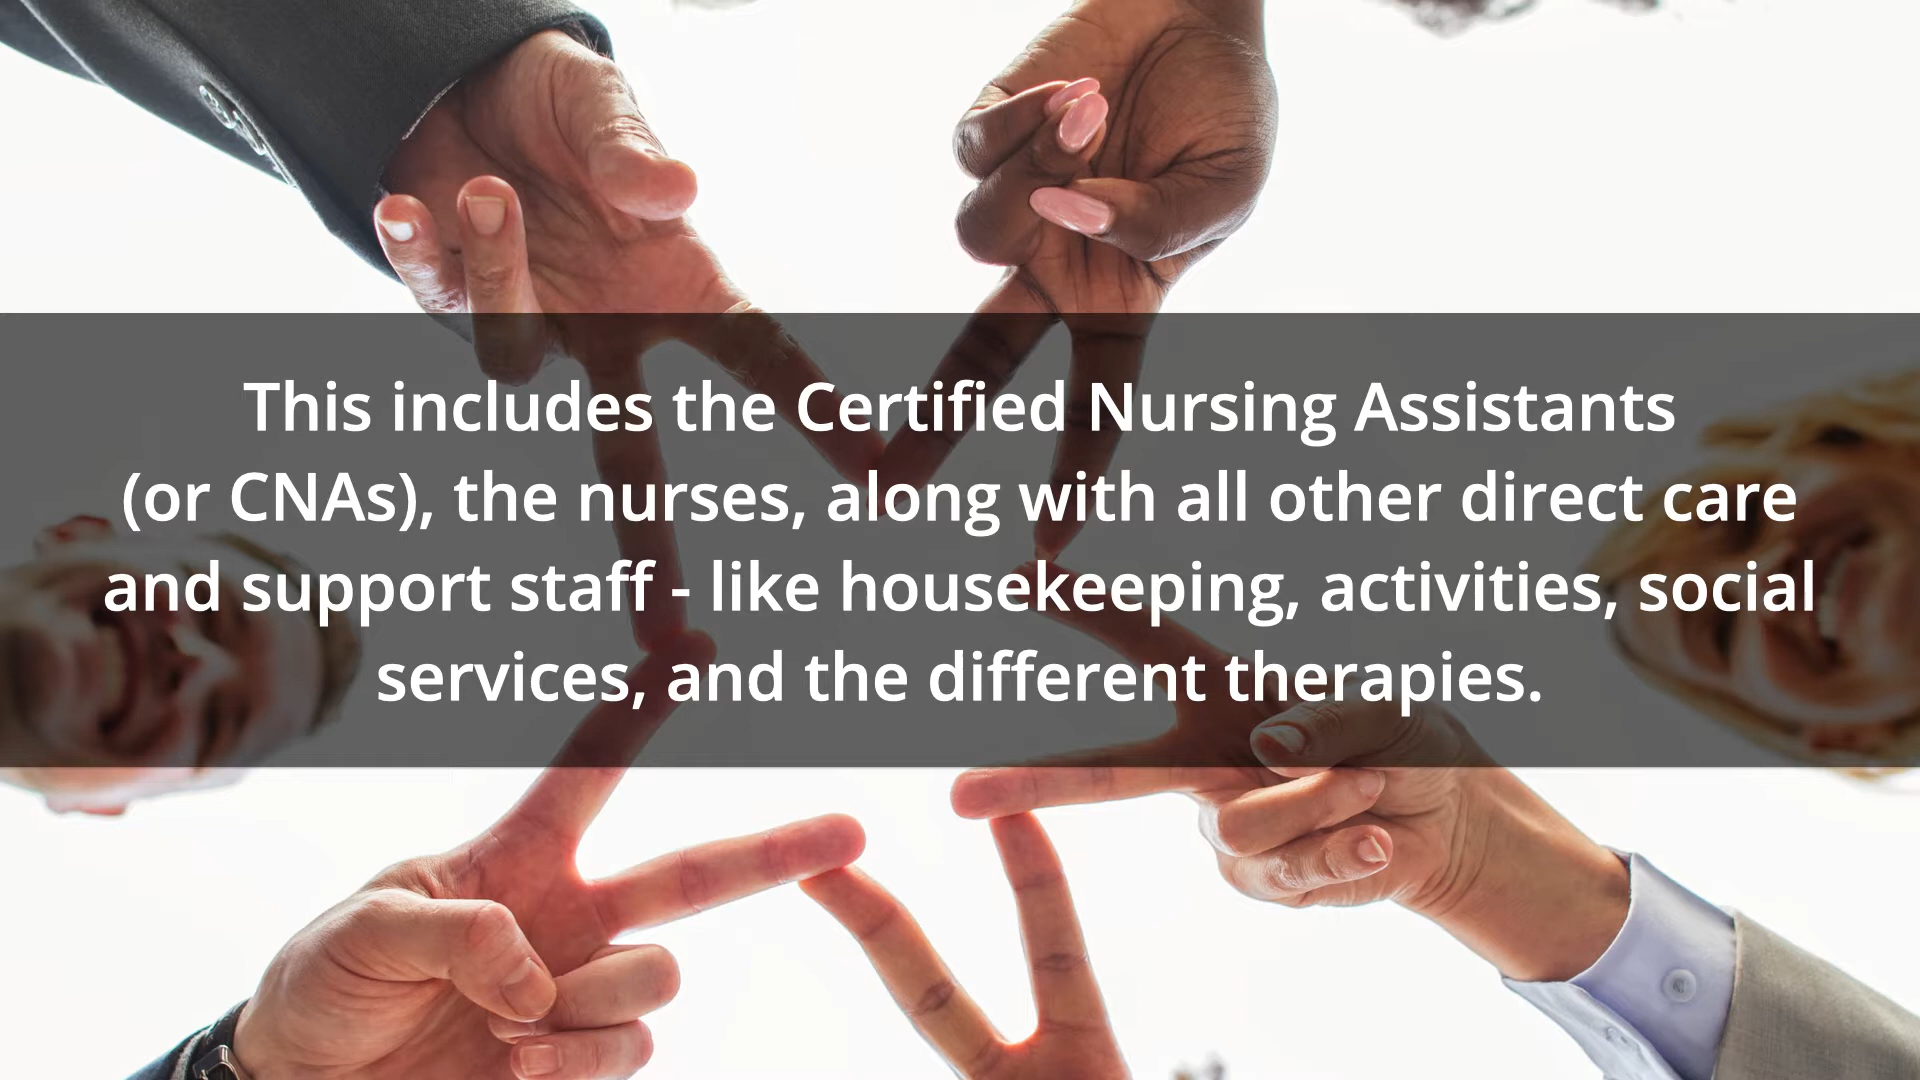 This includes the Certified Nursing Assistants
(or CNAs), the nurses, along with all other direct care
and support staff - like housekeeping, activities, social
services, and the different therapies.